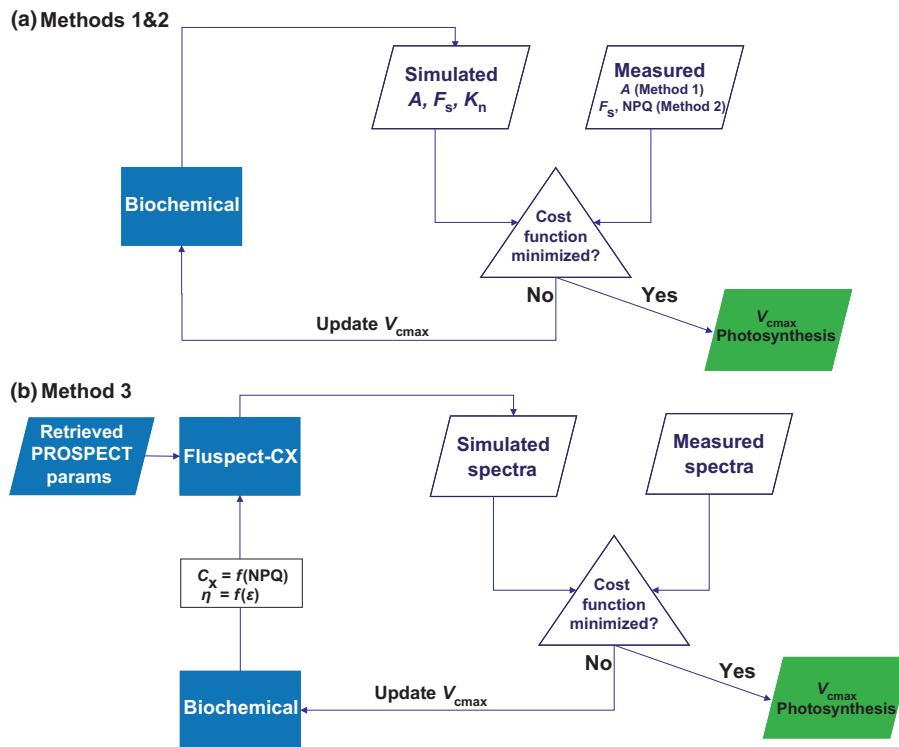 (a) Methods 1&2
Simulated
A, Fs, Kn
Measured
A (Method 1)
Fs, NPQ (Method 2)
Biochemical
Cost
function
minimized?
No
Yes
Update Vcmax
Vcmax
Photosynthesis
(b) Method 3
Retrieved
PROSPECT
params
Fluspect-CX
Simulated
spectra
Measured
spectra
Cx = f(NPQ)
η = f(ε)
Cost
function
minimized?
No
Yes
Biochemical
Update Vcmax
Vcmax
Photosynthesis